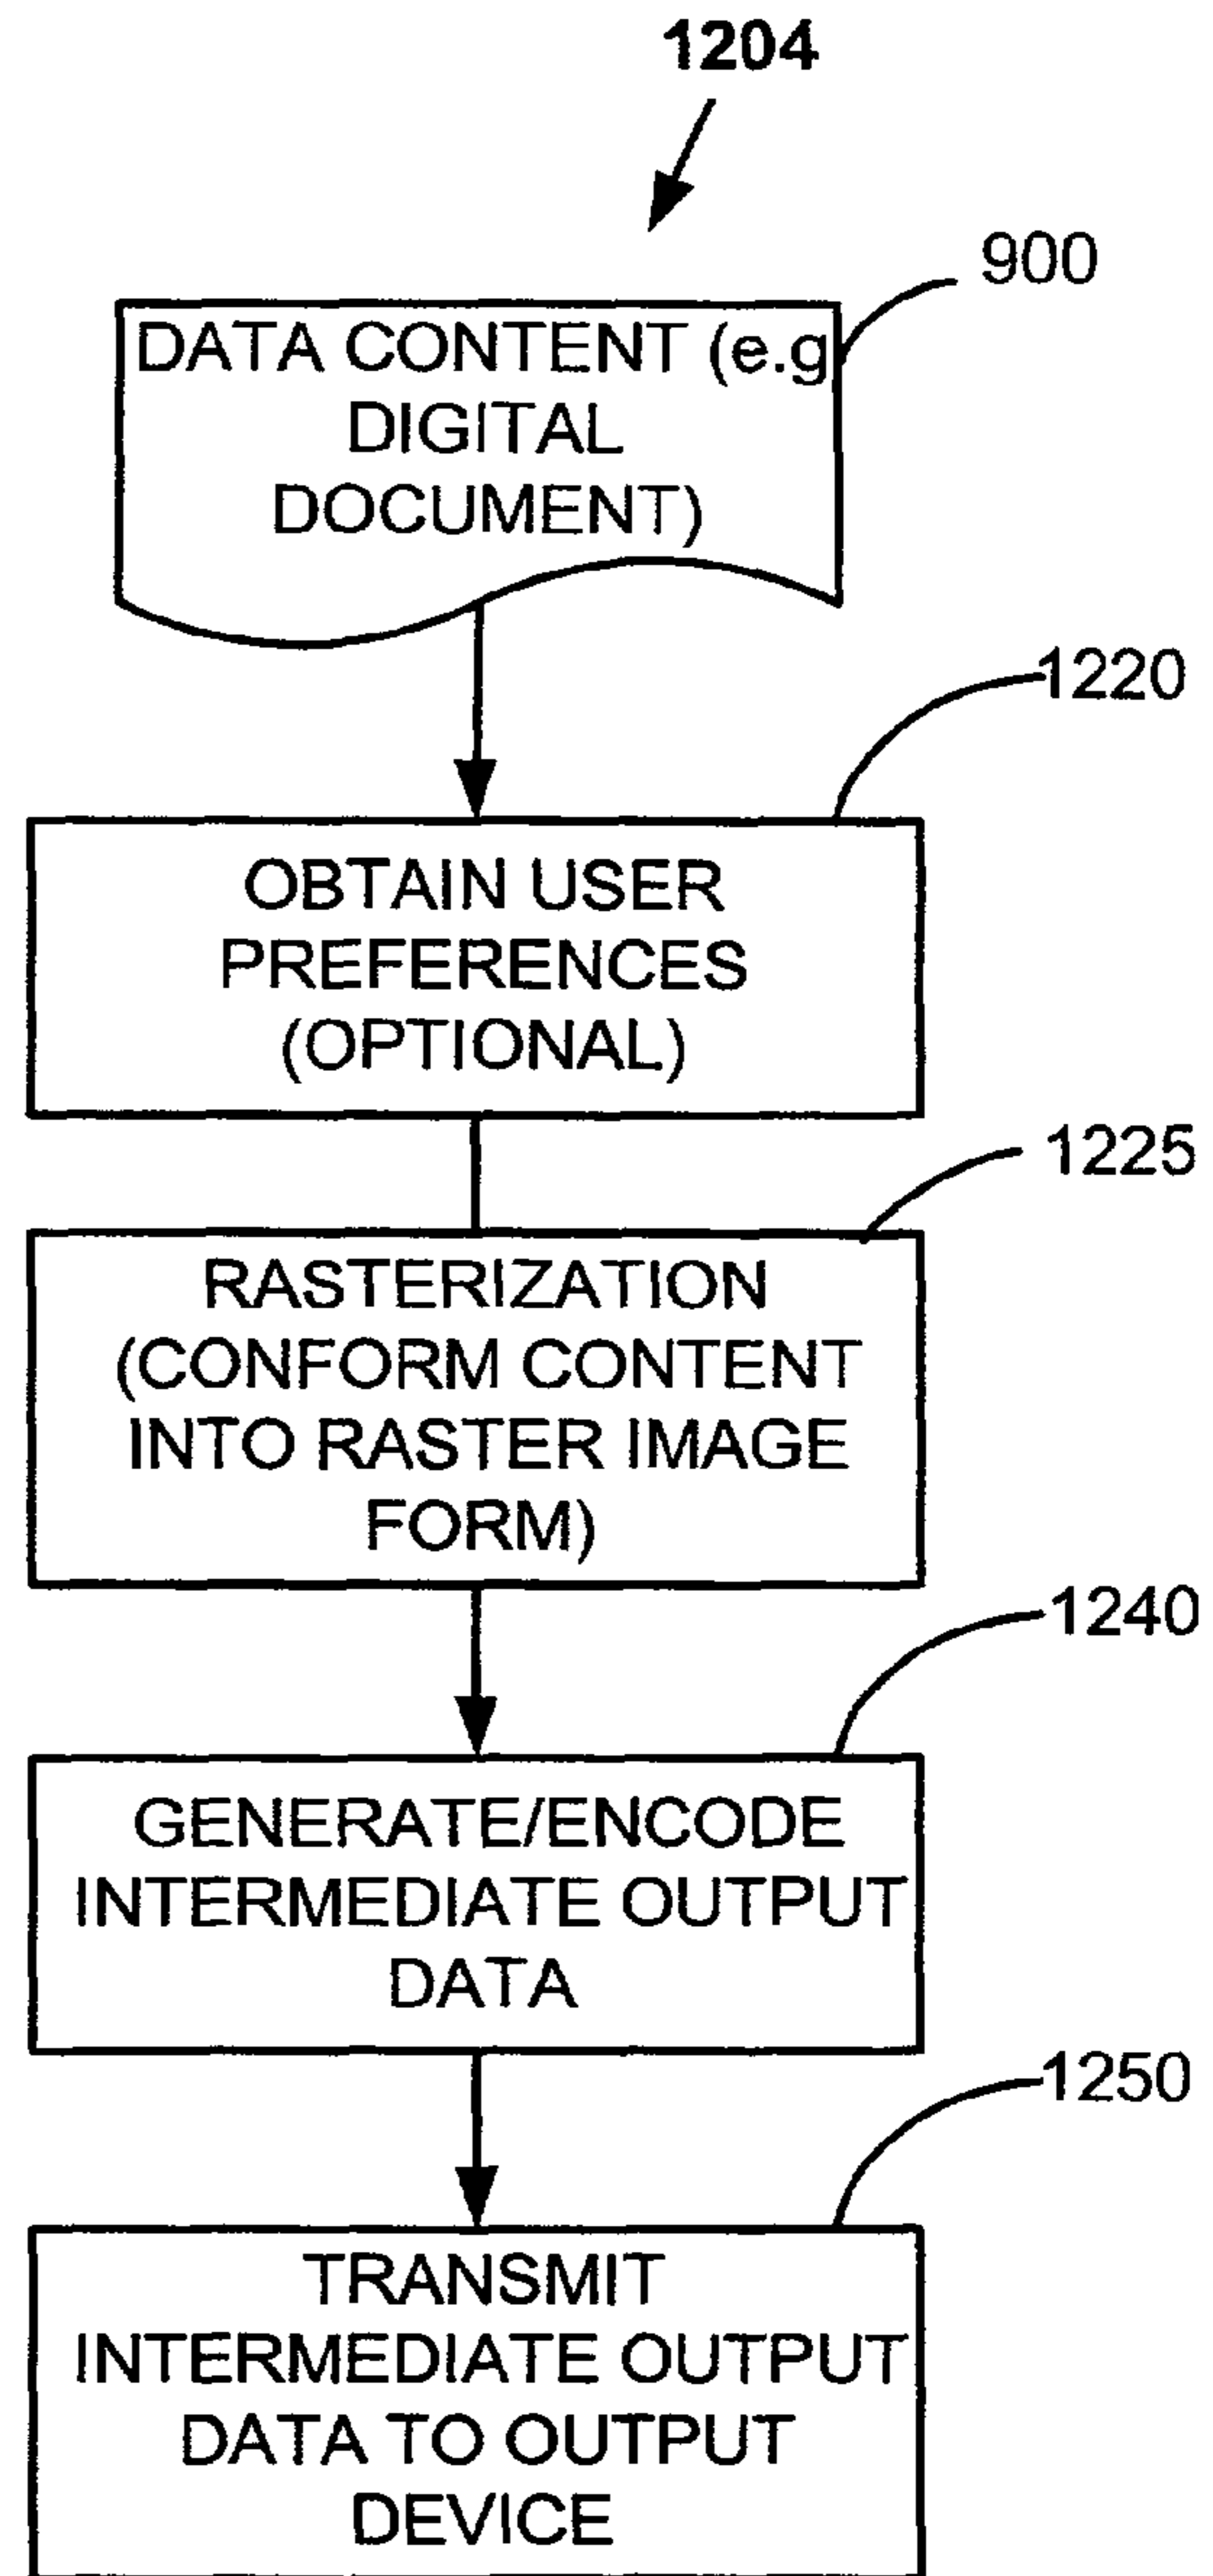 1204
900
DATA CONTENT (e.g
DIGITAL
DOCUMENT)
1220
OBTAIN USER
PREFERENCES
(OPTIONAL)
1225
RASTERIZATION
(CONFORM CONTENT
INTO RASTER IMAGE
FORM)
1240
GENERATE/ENCODE
INTERMEDIATE OUTPUT
DATA
1250
TRANSMIT
INTERMEDIATE OUTPUT
DATA TO OUTPUT
DEVICE